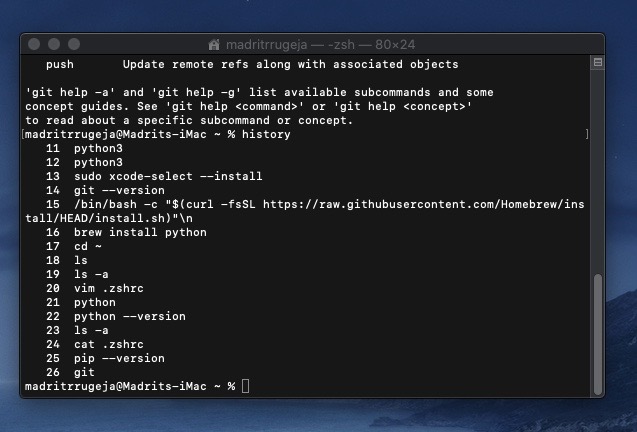 madritrrugeja — -zsh — 80×24
push Update remote refs along with associated objects
'git help -a' and 'git help -g' list available subcommands and some
concept guides. See 'git help <command>' or 'git help <concept>'
to read about a specific subcommand or concept.
[madritrrugeja@Madrits-iMac ~ % history ]
11 python3
12 python3
13 sudo xcode-select --install
14 git --version
15 /bin/bash -c "$(curl -fsSL https://raw.githubusercontent.com/Homebrew/ins
tall/HEAD/install.sh)"\n
16 brew install python
17 cd ~
18 ls
19 ls -a
20 vim .zshrc
21 python
22 python --version
23 ls -a
24 cat .zshrc
25 pip --version
26 git
madritrrugeja@Madrits-iMac ~ %